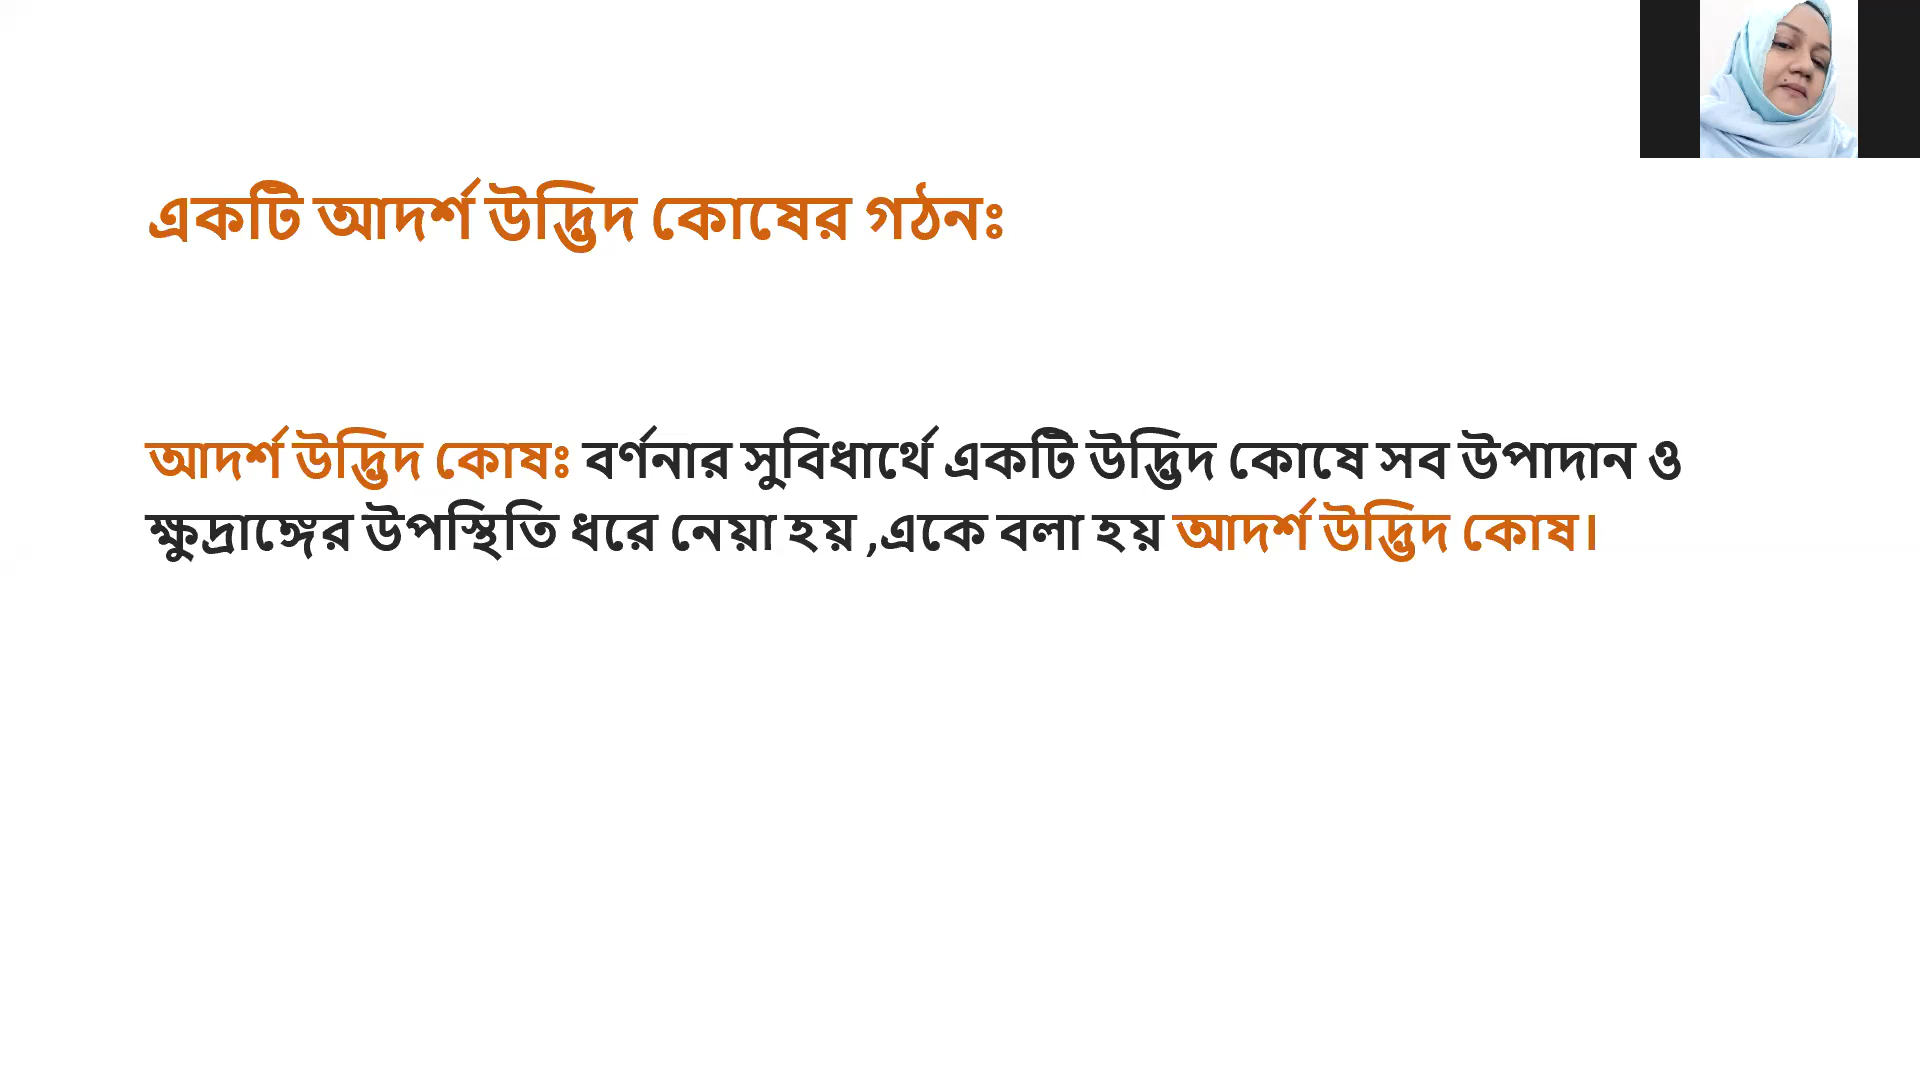 একটি আদর্শ উদ্ভিদ কোষের গঠনঃ
আদর্শ উদ্ভিদ কোষঃ বর্ণনার সুবিধার্থে একটি উদ্ভিদ কোষে সব উপাদান ও
ক্ষুদ্রাঙ্গের উপস্থিতি ধরে নেয়া হয় ,একে বলা হয় আদর্শ উদ্ভিদ কোষ।